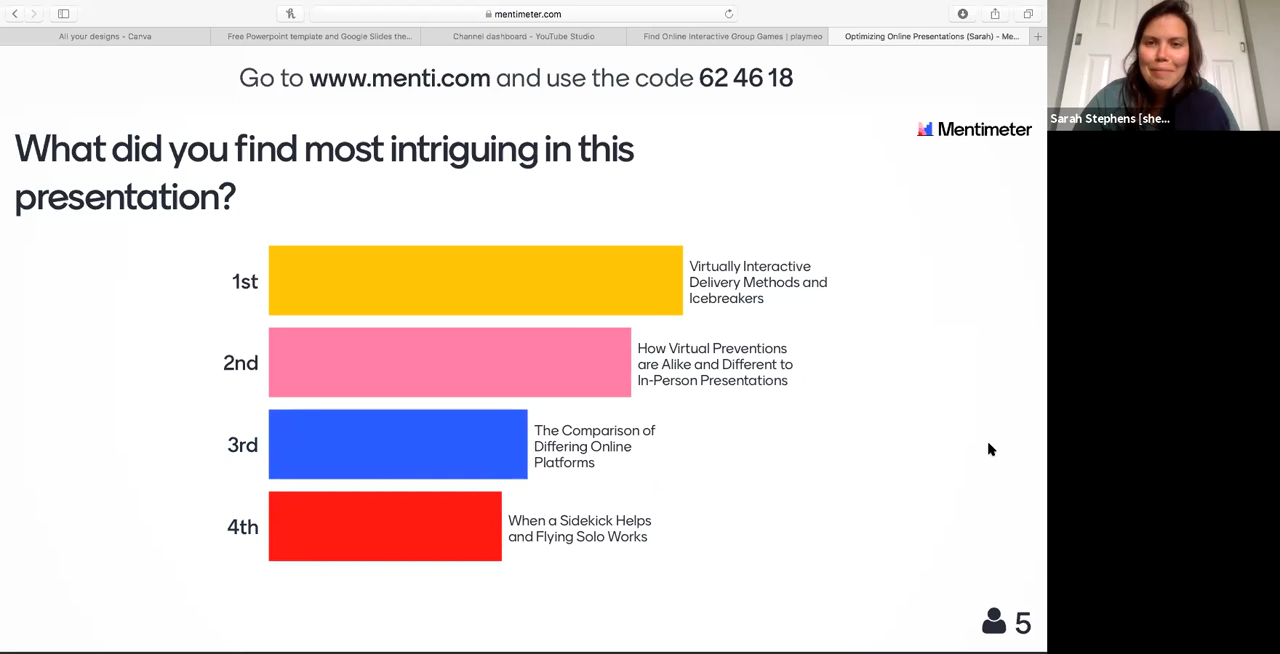 mentimeter.com
All your designs - Canva
Free Powerpoint template and Google Slides the...
Channel dashboard - YouTube Studio
Find Online Interactive Group Games | playmeo
Optimizing Online Presentations (Sarah) - Me...
Go to www.menti.com and use the code 62 46 18
Sarah Stephens [she...
Mentimeter
What did you find most intriguing in this
presentation?
1st
Virtually Interactive
Delivery Methods and
Icebreakers
2nd
How Virtual Preventions
are Alike and Different to
In-Person Presentations
3rd
The Comparison of
Differing Online
Platforms
4th
When a Sidekick Helps
and Flying Solo Works
5